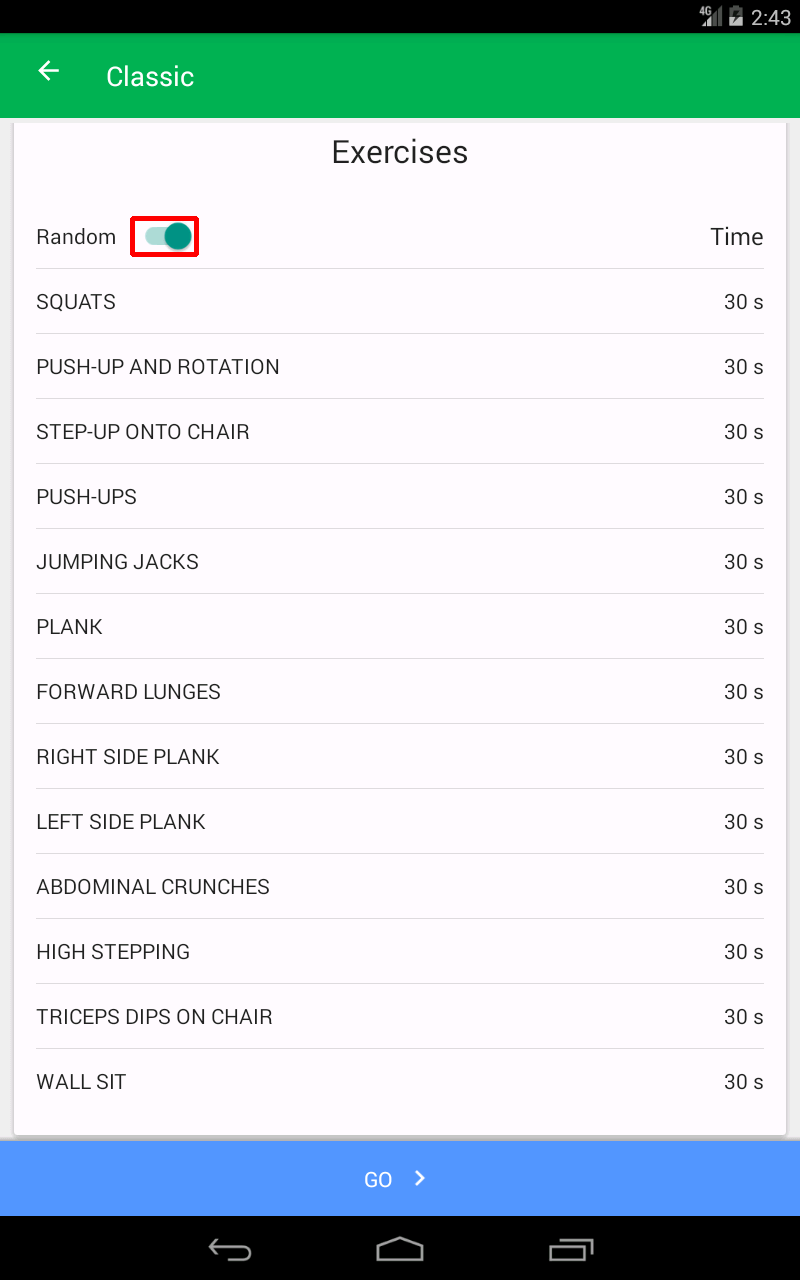 4G 2:43
Classic
Exercises
Random Time
SQUATS 30 s
PUSH-UP AND ROTATION 30 s
STEP-UP ONTO CHAIR 30 s
PUSH-UPS 30 s
JUMPING JACKS 30 s
PLANK 30 s
FORWARD LUNGES 30 s
RIGHT SIDE PLANK 30 s
LEFT SIDE PLANK 30 s
ABDOMINAL CRUNCHES 30 s
HIGH STEPPING 30 s
TRICEPS DIPS ON CHAIR 30 s
WALL SIT 30 s
GO